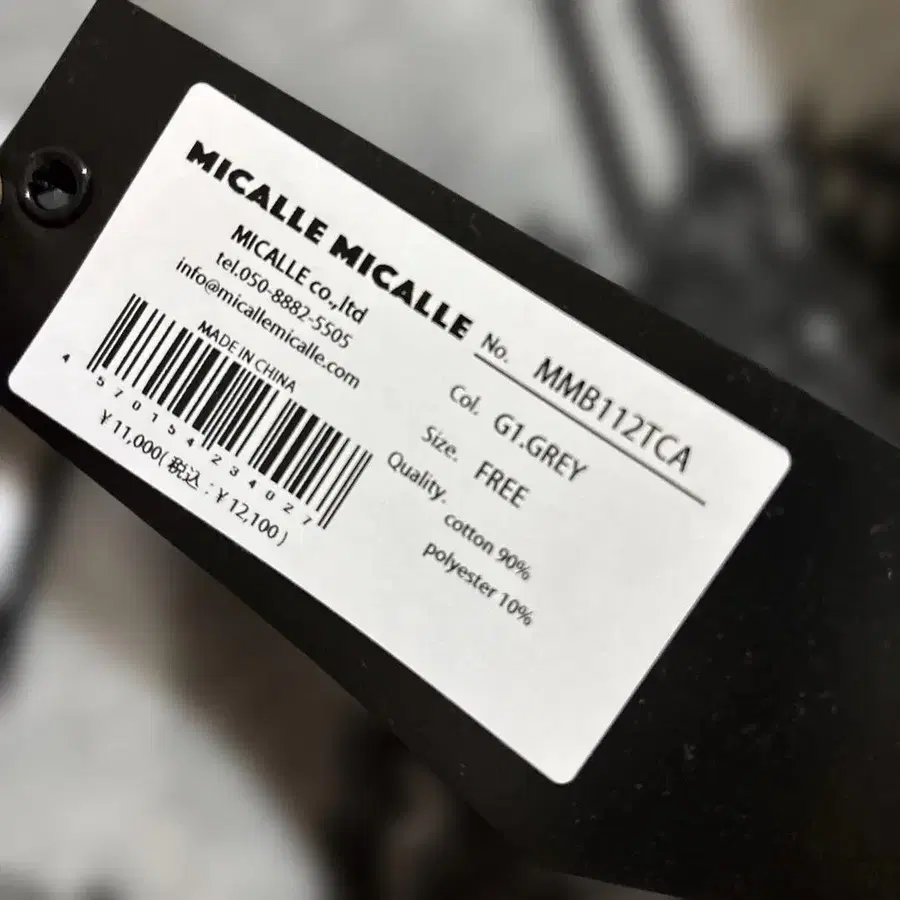 MICALLE MICALLE
MICALLE co.,ltd
tel.050-8882-5505
info@micallemicalle.com
MADE IN CHINA
4 570154 234027
¥ 11,000(税込:¥ 12,100)
No. MMB112TCA
Col. G1.GREY
Size. FREE
Quality. cotton 90%
polyester 10%